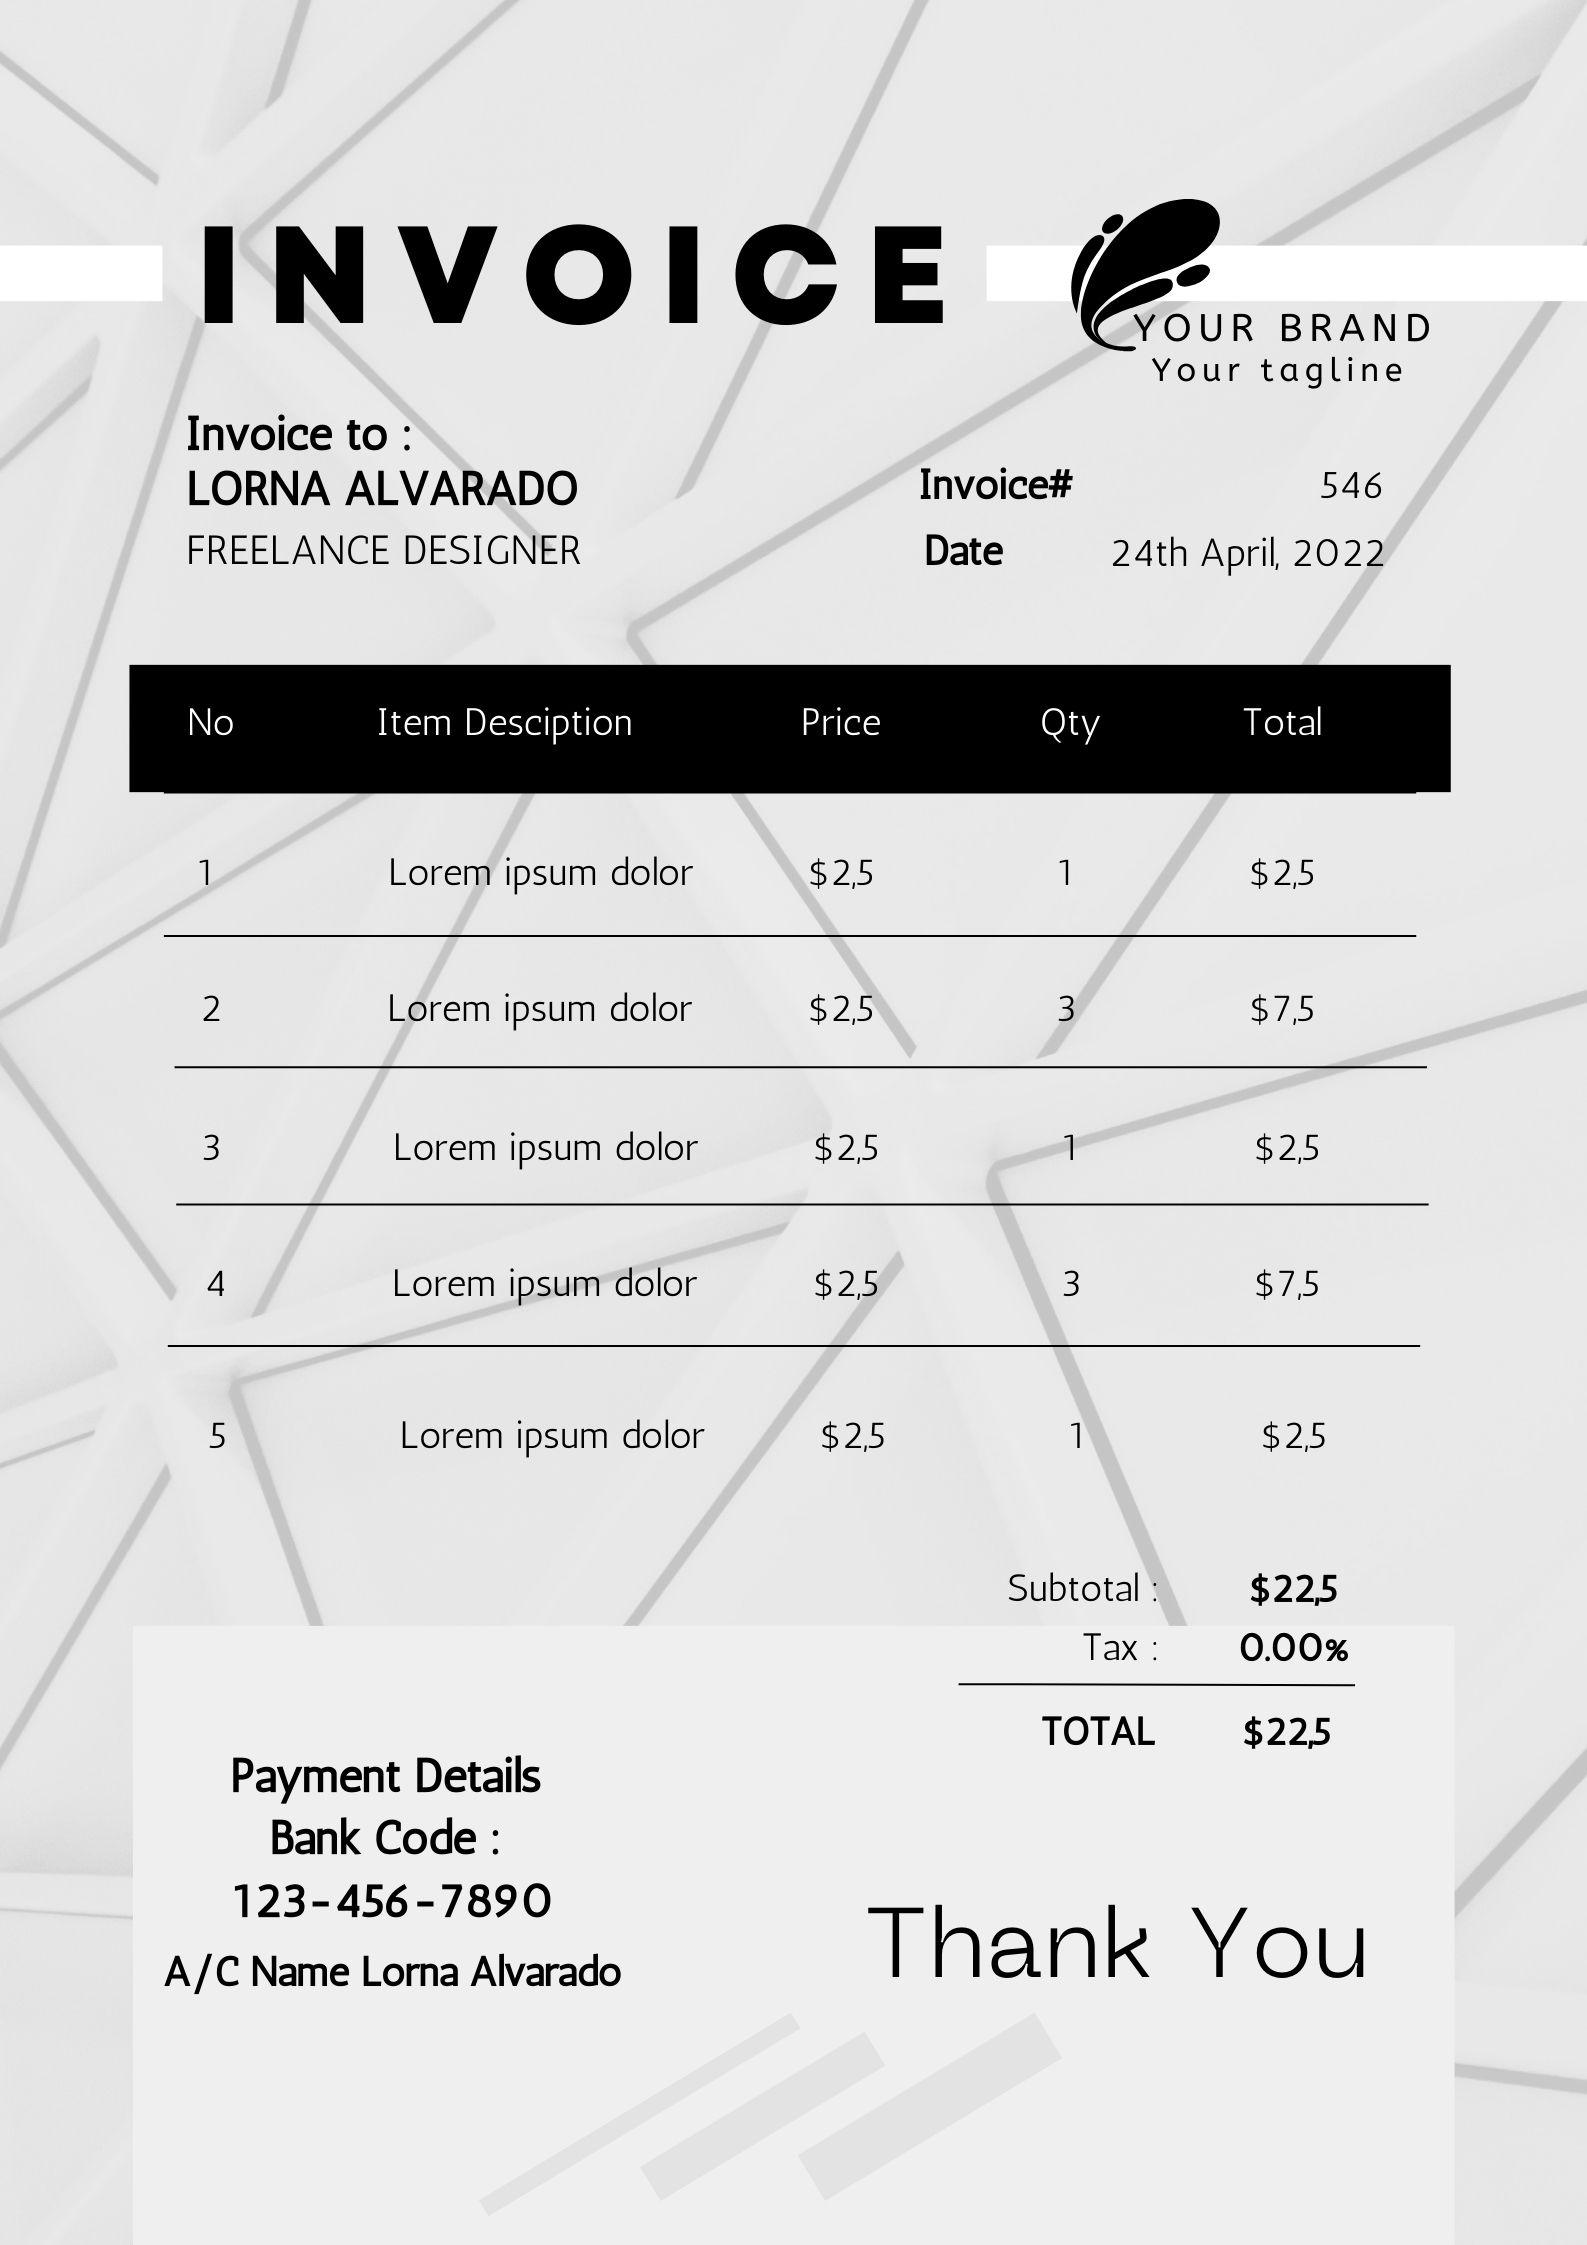 INVOICE
YOUR BRAND
Your tagline
Invoice to :
LORNA ALVARADO
FREELANCE DESIGNER
Invoice# 546
Date 24th April, 2022
No Item Desciption Price Qty Total
1 Lorem ipsum dolor $2,5 1 $2,5
2 Lorem ipsum dolor $2,5 3 $7,5
3 Lorem ipsum dolor $2,5 1 $2,5
4 Lorem ipsum dolor $2,5 3 $7,5
5 Lorem ipsum dolor $2,5 1 $2,5
Subtotal : $22,5
Tax : 0.00%
TOTAL $22,5
Payment Details
Bank Code :
123-456-7890
A/C Name Lorna Alvarado
Thank You